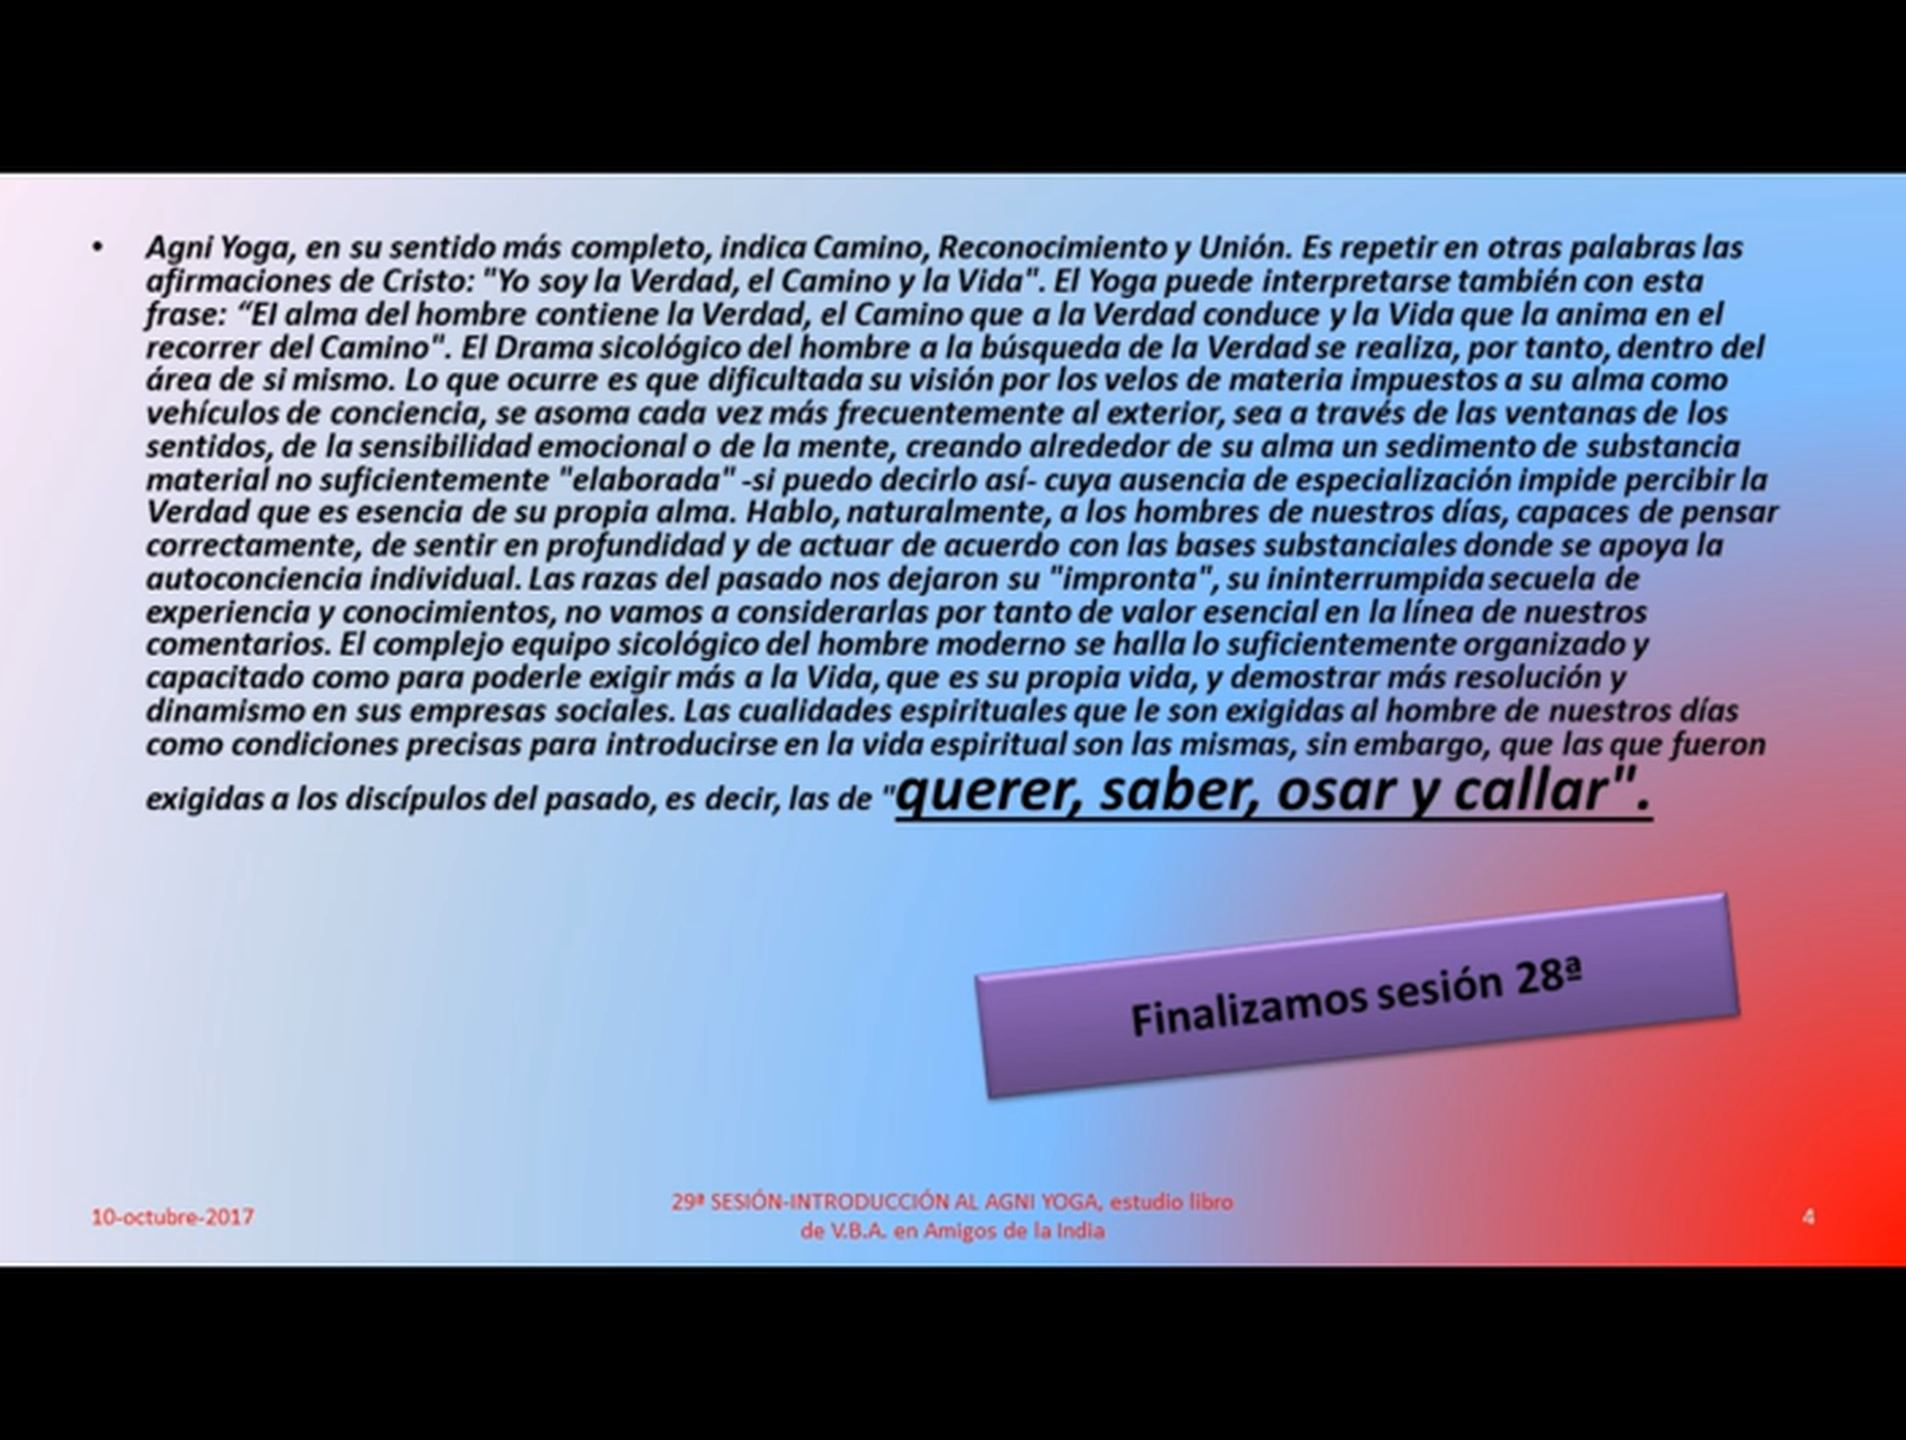 • Agni Yoga, en su sentido más completo, indica Camino, Reconocimiento y Unión. Es repetir en otras palabras las
afirmaciones de Cristo: "Yo soy la Verdad, el Camino y la Vida". El Yoga puede interpretarse también con esta
frase: “El alma del hombre contiene la Verdad, el Camino que a la Verdad conduce y la Vida que la anima en el
recorrer del Camino". El Drama sicológico del hombre a la búsqueda de la Verdad se realiza, por tanto, dentro del
área de si mismo. Lo que ocurre es que dificultada su visión por los velos de materia impuestos a su alma como
vehículos de conciencia, se asoma cada vez más frecuentemente al exterior, sea a través de las ventanas de los
sentidos, de la sensibilidad emocional o de la mente, creando alrededor de su alma un sedimento de substancia
material no suficientemente "elaborada" -si puedo decirlo así- cuya ausencia de especialización impide percibir la
Verdad que es esencia de su propia alma. Hablo, naturalmente, a los hombres de nuestros días, capaces de pensar
correctamente, de sentir en profundidad y de actuar de acuerdo con las bases substanciales donde se apoya la
autoconciencia individual. Las razas del pasado nos dejaron su "impronta", su ininterrumpida secuela de
experiencia y conocimientos, no vamos a considerarlas por tanto de valor esencial en la línea de nuestros
comentarios. El complejo equipo sicológico del hombre moderno se halla lo suficientemente organizado y
capacitado como para poderle exigir más a la Vida, que es su propia vida, y demostrar más resolución y
dinamismo en sus empresas sociales. Las cualidades espirituales que le son exigidas al hombre de nuestros días
como condiciones precisas para introducirse en la vida espiritual son las mismas, sin embargo, que las que fueron
exigidas a los discípulos del pasado, es decir, las de "querer, saber, osar y callar".
Finalizamos sesión 28ª
10-octubre-2017
29ª SESIÓN-INTRODUCCIÓN AL AGNI YOGA, estudio libro
de V.B.A. en Amigos de la India
4